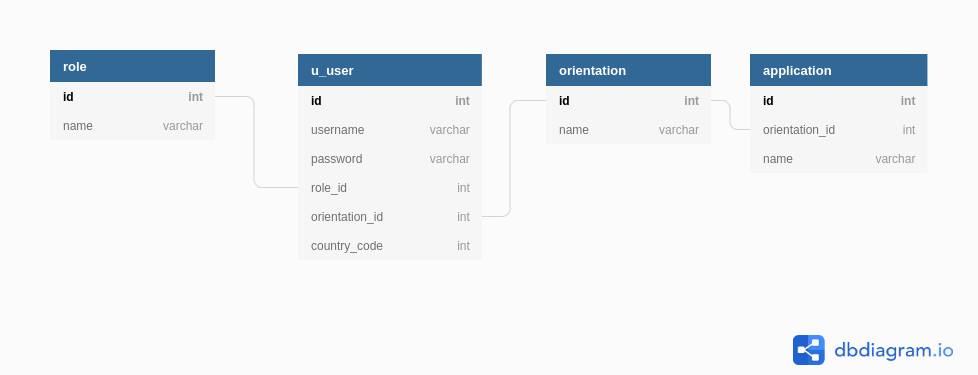 role
id int
name varchar
u_user
id int
username varchar
password varchar
role_id int
orientation_id int
country_code int
orientation
id int
name varchar
application
id int
orientation_id int
name varchar
dbdiagram.io